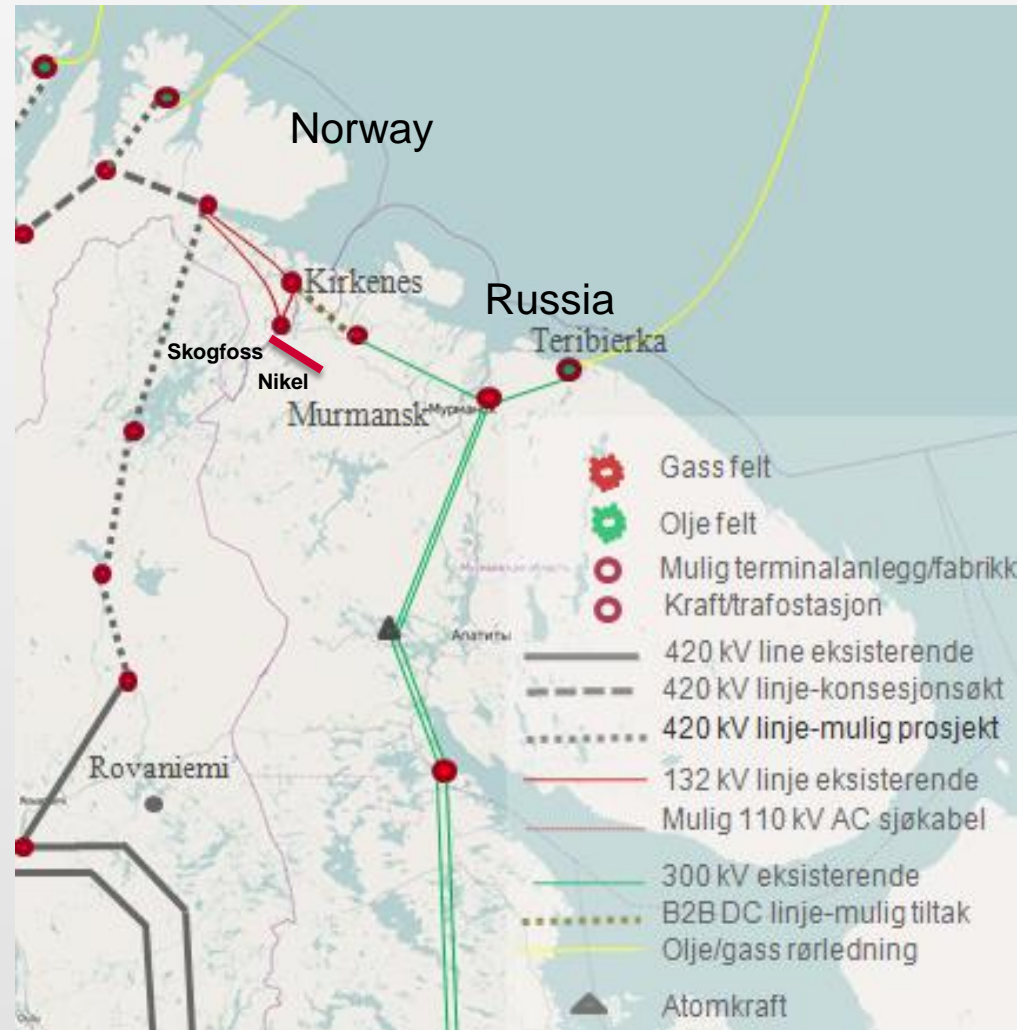 Norway
Kirkenes
Russia
Teribierka
Skogfoss
Nikel
Murmansk
Gass felt
Olje felt
Mulig terminalanlegg/fabrikk
Kraft/trafostasjon
Апатиты
420 kV line eksisterende
420 kV linje-konsesjonsøkt
420 kV linje-mulig prosjekt
Rovaniemi
132 kV linje eksisterende
Mulig 110 kV AC sjøkabel
300 kV eksisterende
B2B DC linje-mulig tiltak
Olje/gass rørledning
Atomkraft